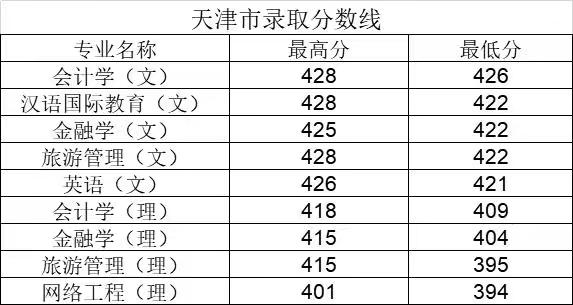 天津市录取分数线
专业名称 最高分 最低分
会计学（文） 428 426
汉语国际教育（文） 428 422
金融学（文） 425 422
旅游管理（文） 428 422
英语（文） 426 421
会计学（理） 418 409
金融学（理） 415 404
旅游管理（理） 415 395
网络工程（理） 401 394